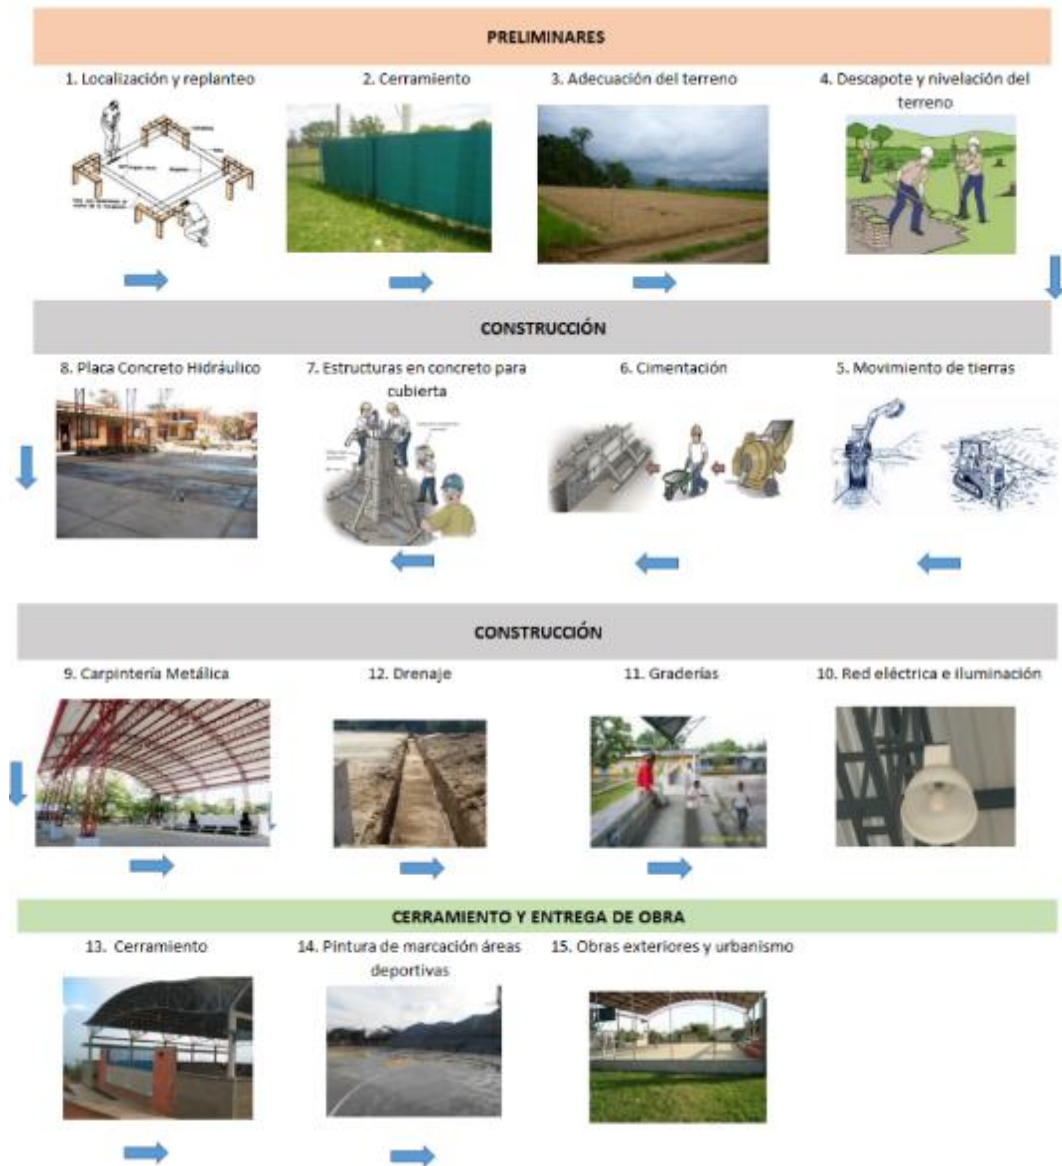 PRELIMINARES
1. Localización y replanteo
2. Cerramiento
3. Adecuación del terreno
4. Descapote y nivelación del
terreno
CONSTRUCCIÓN
8. Placa Concreto Hidráulico
7. Estructuras en concreto para
cubierta
6. Cimentación
5. Movimiento de tierras
CONSTRUCCIÓN
9. Carpintería Metálica
12. Drenaje
11. Graderías
10. Red eléctrica e iluminación
CERRAMIENTO Y ENTREGA DE OBRA
13. Cerramiento
14. Pintura de marcación áreas
deportivas
15. Obras exteriores y urbanismo